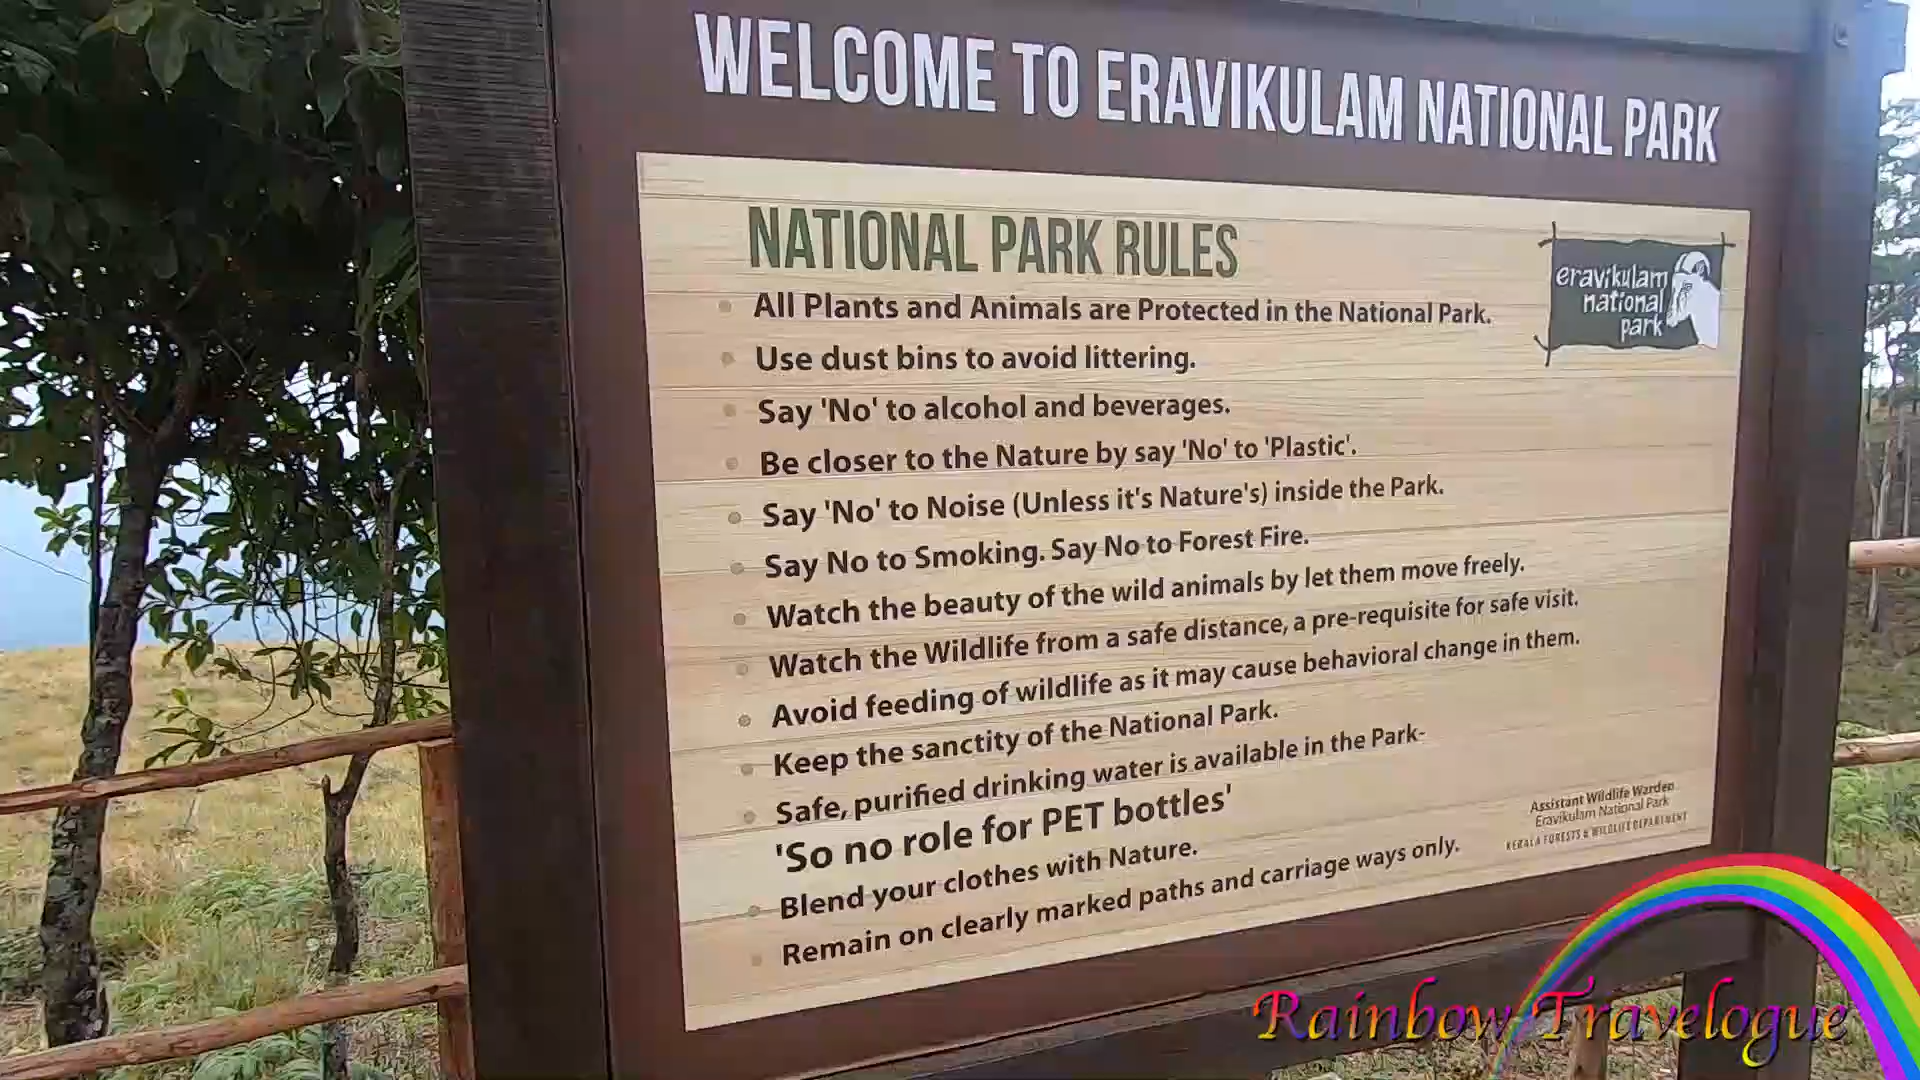 WELCOME TO ERAVIKULAM NATIONAL PARK
NATIONAL PARK RULES
eravikulam
national
park
All Plants and Animals are Protected in the National Park.
Use dust bins to avoid littering.
Say 'No' to alcohol and beverages.
Be closer to the Nature by say 'No' to 'Plastic'.
Say 'No' to Noise (Unless it's Nature's) inside the Park.
Say No to Smoking. Say No to Forest Fire.
Watch the beauty of the wild animals by let them move freely.
Watch the Wildlife from a safe distance, a pre-requisite for safe visit.
Avoid feeding of wildlife as it may cause behavioral change in them.
Keep the sanctity of the National Park.
Safe, purified drinking water is available in the Park-
'So no role for PET bottles'
Blend your clothes with Nature.
Remain on clearly marked paths and carriage ways only.
Assistant Wildlife Warden
Eravikulam National Park
KERALA FORESTS & WILDLIFE DEPARTMENT
Rainbow Travelogue